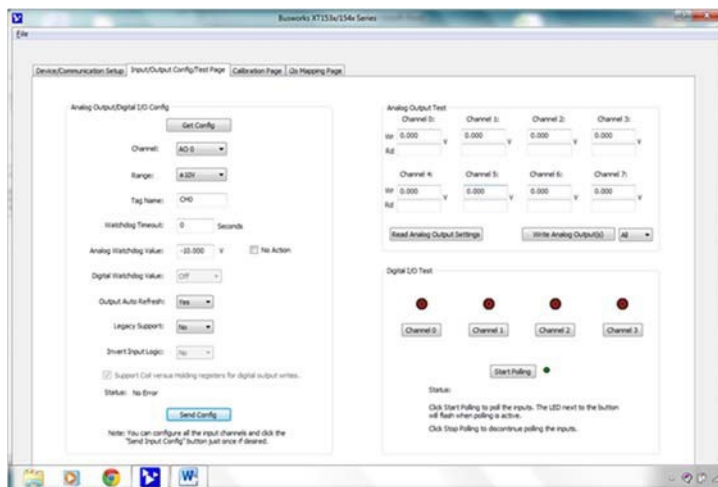 Busworks XT153x/154x Series
File
Device/Communication Setup
Input/Output Config/Test Page
Calibration Page
i2o Mapping Page
Analog Output/Digital I/O Config
Get Config
Channel: AO 0
Range: ±10V
Tag Name: CH0
Watchdog Timeout: 0 Seconds
Analog Watchdog Value: -10.000 V No Action
Digital Watchdog Value: Off
Output Auto Refresh: Yes
Legacy Support: No
Invert Input Logic: No
Support Coil versus Holding registers for digital output writes.
Status: No Error
Send Config
Note: You can configure all the input channels and click the
"Send Input Config" button just once if desired.
Analog Output Test
Channel 0: Channel 1: Channel 2: Channel 3:
Wr 0.000 V 0.000 V 0.000 V 0.000 V
Rd
Channel 4: Channel 5: Channel 6: Channel 7:
Wr 0.000 V 0.000 V 0.000 V 0.000 V
Rd
Read Analog Output Settings Write Analog Output(s) All
Digital I/O Test
Channel 0 Channel 1 Channel 2 Channel 3
Start Polling
Status:
Click Start Polling to poll the inputs. The LED next to the button
will flash when polling is active.
Click Stop Polling to discontinue polling the inputs.